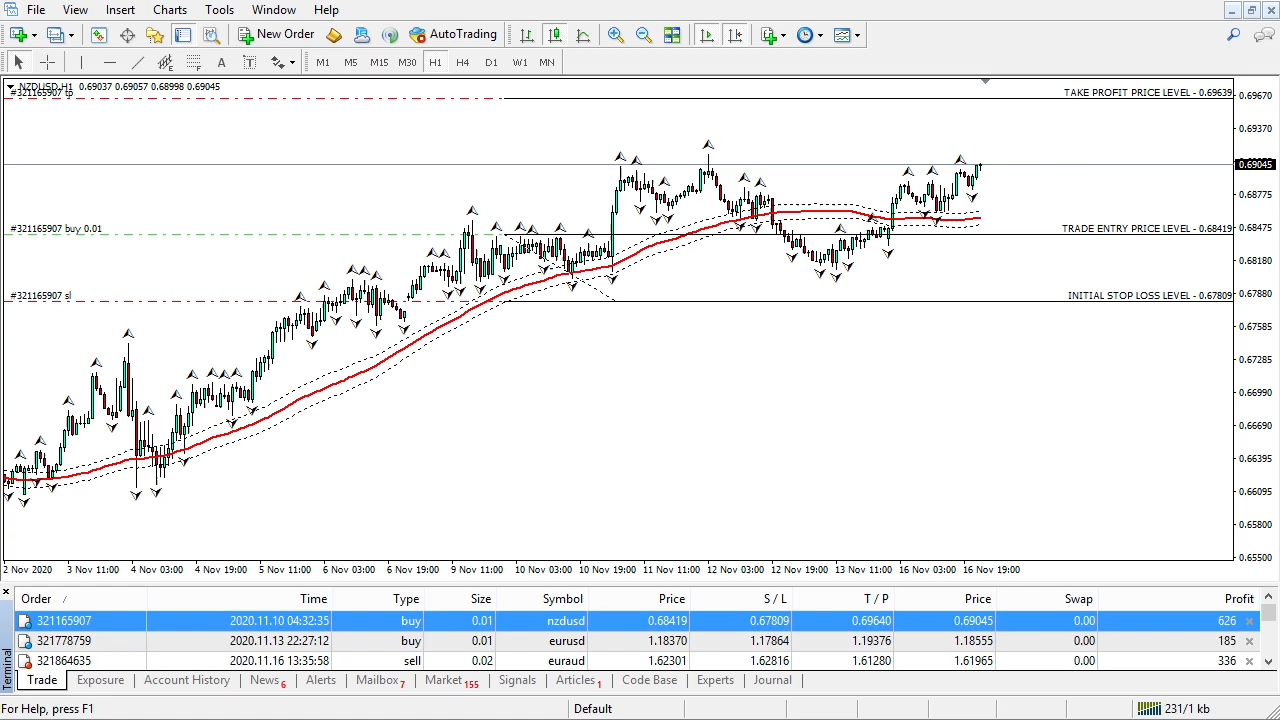 File View Insert Charts Tools Window Help
New Order AutoTrading
A T M1 M5 M15 M30 H1 H4 D1 W1 MN
NZDUSD,H1 0.69037 0.69057 0.68998 0.69045
#321165907 tp
TAKE PROFIT PRICE LEVEL - 0.69639
0.69670
0.69370
0.69045
0.68775
#321165907 buy 0.01
TRADE ENTRY PRICE LEVEL - 0.68419
0.68475
0.68180
#321165907 sl
INITIAL STOP LOSS LEVEL - 0.67809
0.67880
0.67585
0.67285
0.66990
0.66690
0.66395
0.66095
0.65800
0.65500
2 Nov 2020 3 Nov 11:00 4 Nov 03:00 4 Nov 19:00 5 Nov 11:00 6 Nov 03:00 6 Nov 19:00 9 Nov 11:00 10 Nov 03:00 10 Nov 19:00 11 Nov 11:00 12 Nov 03:00 12 Nov 19:00 13 Nov 11:00 16 Nov 03:00 16 Nov 19:00
Order / Time Type Size Symbol Price S / L T / P Price Swap Profit
321165907 2020.11.10 04:32:35 buy 0.01 nzdusd 0.68419 0.67809 0.69640 0.69045 0.00 626
321778759 2020.11.13 22:27:12 buy 0.01 eurusd 1.18370 1.17864 1.19376 1.18555 0.00 185
321864635 2020.11.16 13:35:58 sell 0.02 euraud 1.62301 1.62816 1.61280 1.61965 0.00 336
Terminal
Trade Exposure Account History News 6 Alerts Mailbox 7 Market 155 Signals Articles 1 Code Base Experts Journal
For Help, press F1 Default 231/1 kb